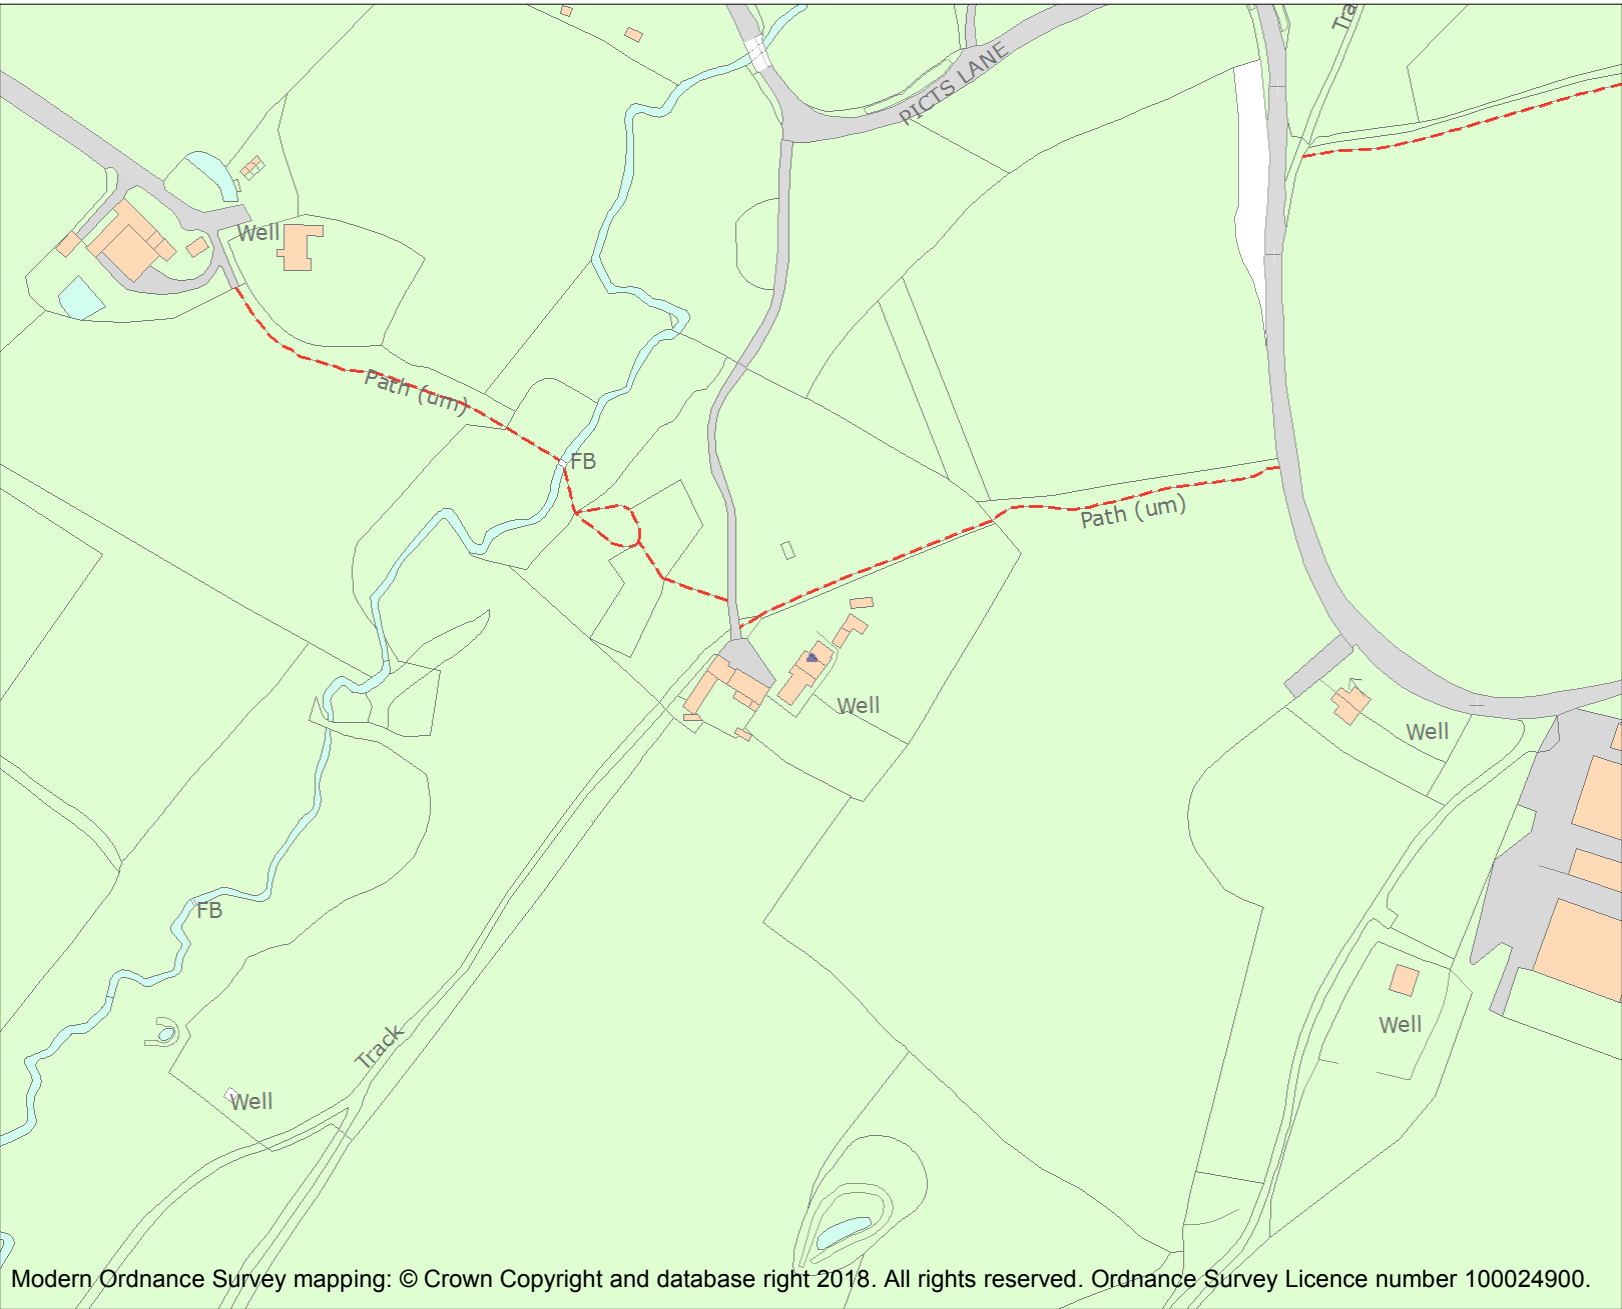 Tra
PICTS LANE
Well
Path (um)
FB
Path (um)
Well
Well
FB
Well
Track
Well
Modern Ordnance Survey mapping: © Crown Copyright and database right 2018. All rights reserved. Ordnance Survey Licence number 100024900.